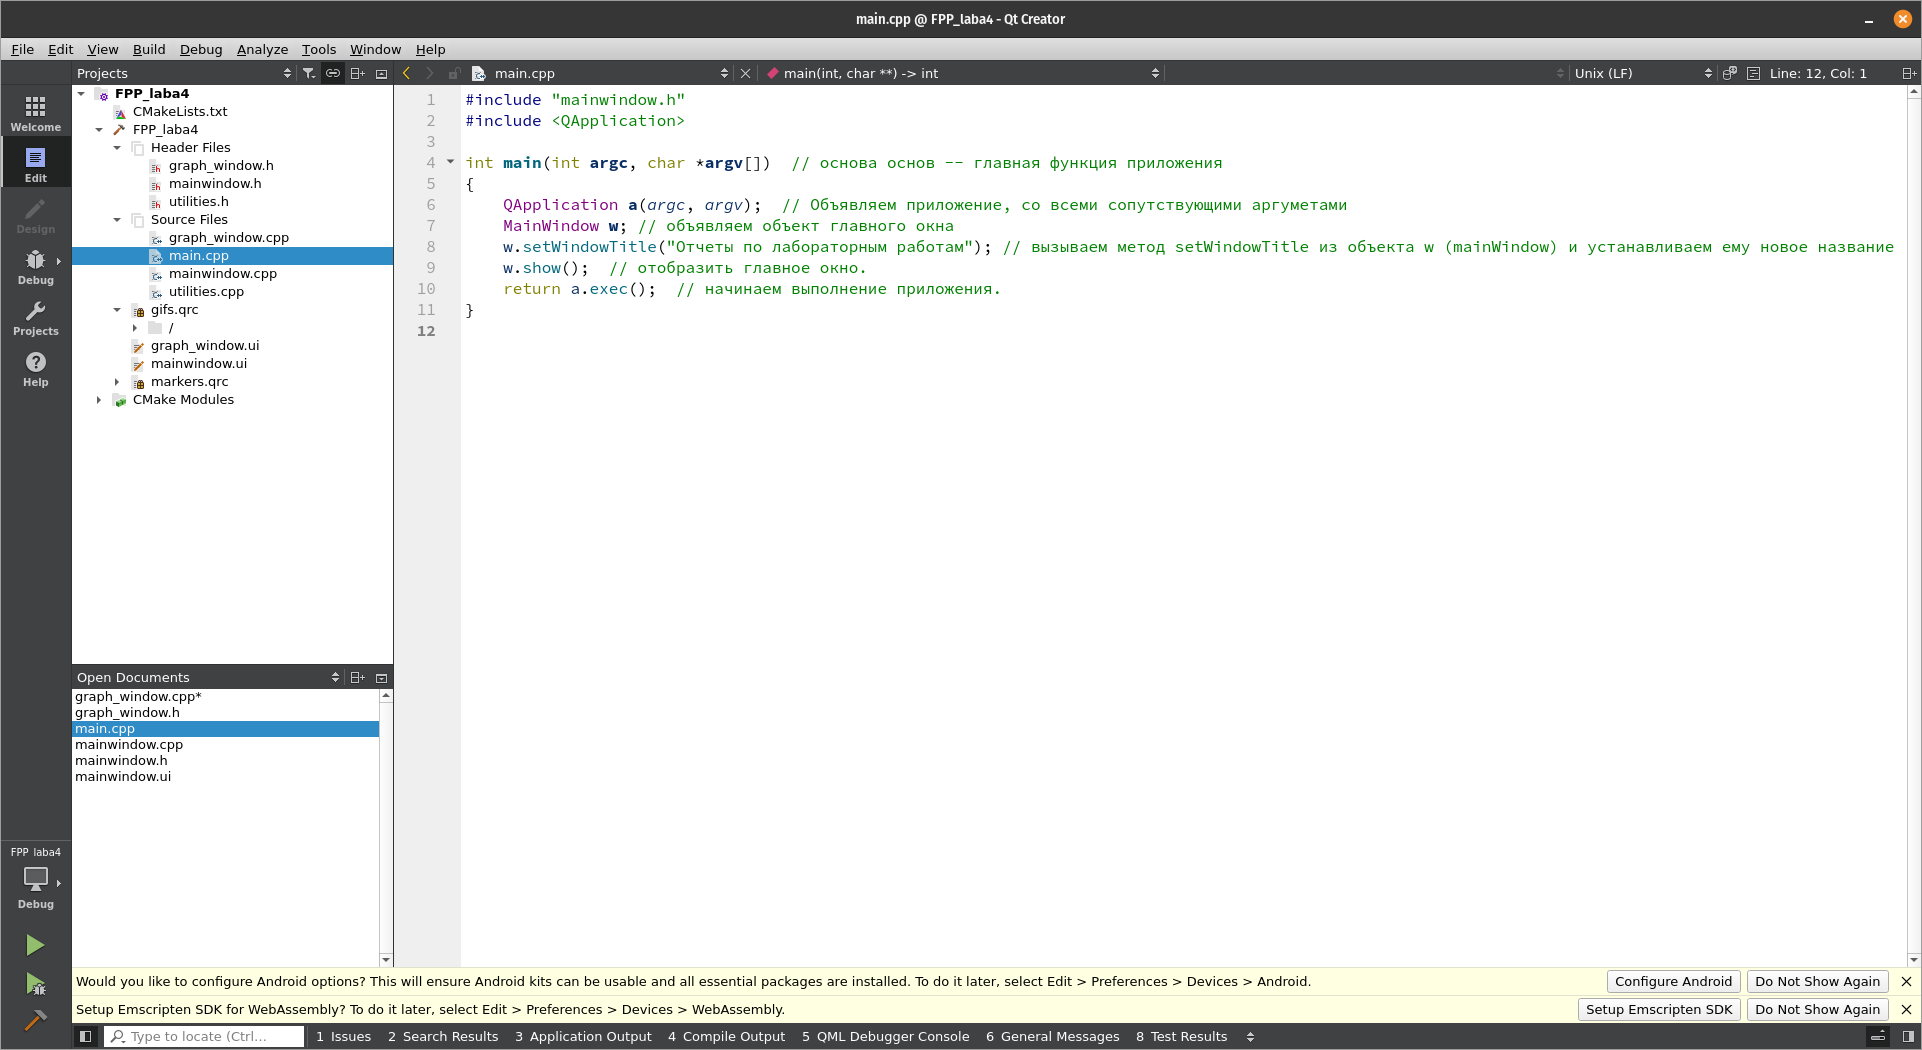 main.cpp @ FPP_laba4 - Qt Creator
File Edit View Build Debug Analyze Tools Window Help
Projects
main.cpp
main(int, char **) -> int
Unix (LF)
Line: 12, Col: 1
Welcome
Edit
Design
Debug
Projects
Help
FPP_laba4
CMakeLists.txt
FPP_laba4
Header Files
graph_window.h
mainwindow.h
utilities.h
Source Files
graph_window.cpp
main.cpp
mainwindow.cpp
utilities.cpp
gifs.qrc
/
graph_window.ui
mainwindow.ui
markers.qrc
CMake Modules
1 #include "mainwindow.h"
2 #include <QApplication>
3
4 int main(int argc, char *argv[])  // основа основ -- главная функция приложения
5 {
6     QApplication a(argc, argv);  // Объявляем приложение, со всеми сопутствующими аргуметами
7     MainWindow w; // объявляем объект главного окна
8     w.setWindowTitle("Отчеты по лабораторным работам"); // вызываем метод setWindowTitle из объекта w (mainWindow) и устанавливаем ему новое название
9     w.show();  // отобразить главное окно.
10     return a.exec();  // начинаем выполнение приложения.
11 }
12
Open Documents
graph_window.cpp*
graph_window.h
main.cpp
mainwindow.cpp
mainwindow.h
mainwindow.ui
FPP_laba4
Debug
Would you like to configure Android options? This will ensure Android kits can be usable and all essential packages are installed. To do it later, select Edit > Preferences > Devices > Android.
Configure Android
Do Not Show Again
Setup Emscripten SDK for WebAssembly? To do it later, select Edit > Preferences > Devices > WebAssembly.
Setup Emscripten SDK
Do Not Show Again
Type to locate (Ctrl...
1 Issues 2 Search Results 3 Application Output 4 Compile Output 5 QML Debugger Console 6 General Messages 8 Test Results